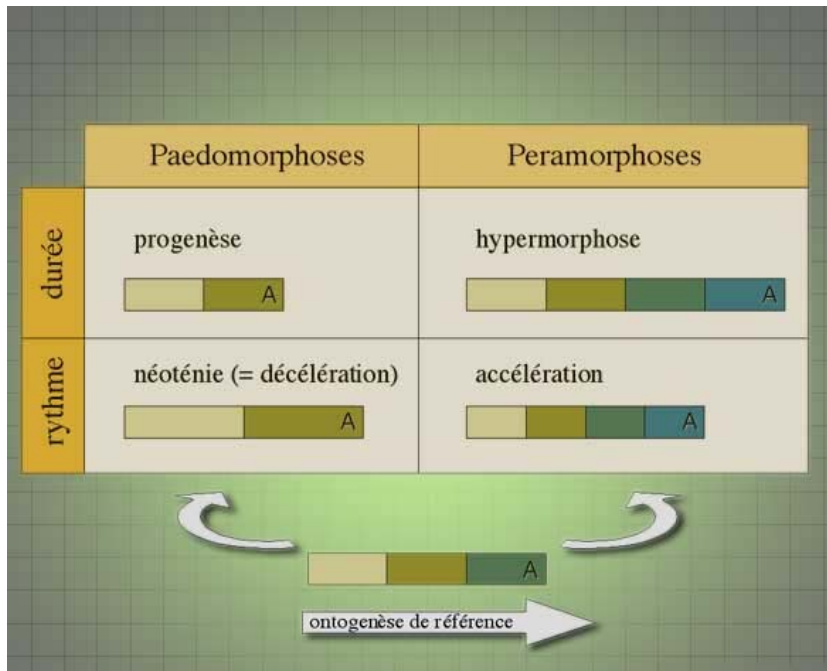 Paedomorphoses
Peramorphoses
durée
progenèse
A
hypermorphose
A
rythme
néoténie (= décélération)
A
accélération
A
A
ontogenèse de référence